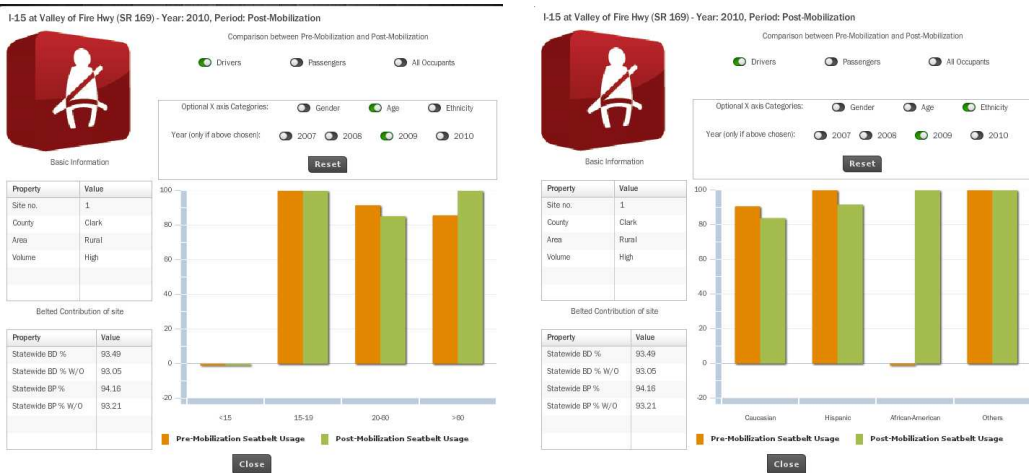 I-15 at Valley of Fire Hwy (SR 169) - Year: 2010, Period: Post-Mobilization
Comparison between Pre-Mobilization and Post-Mobilization
Drivers Passengers All Occupants
Optional X axis Categories: Gender Age Ethnicity
Year (only if above chosen): 2007 2008 2009 2010
Reset
Basic Information
Property Value
Site no. 1
County Clark
Area Rural
Volume High
Belted Contribution of site
Property Value
Statewide BD % 93.49
Statewide BD % W/O 93.05
Statewide BP % 94.16
Statewide BP % W/O 93.21
100
80
60
40
20
0
-20
<15 15-19 20-60 >60
Pre-Mobilization Seatbelt Usage Post-Mobilization Seatbelt Usage
Close
I-15 at Valley of Fire Hwy (SR 169) - Year: 2010, Period: Post-Mobilization
Comparison between Pre-Mobilization and Post-Mobilization
Drivers Passengers All Occupants
Optional X axis Categories: Gender Age Ethnicity
Year (only if above chosen): 2007 2008 2009 2010
Reset
Basic Information
Property Value
Site no. 1
County Clark
Area Rural
Volume High
Belted Contribution of site
Property Value
Statewide BD % 93.49
Statewide BD % W/O 93.05
Statewide BP % 94.16
Statewide BP % W/O 93.21
100
80
60
40
20
0
-20
Caucasian Hispanic African-American Others
Pre-Mobilization Seatbelt Usage Post-Mobilization Seatbelt Usage
Close